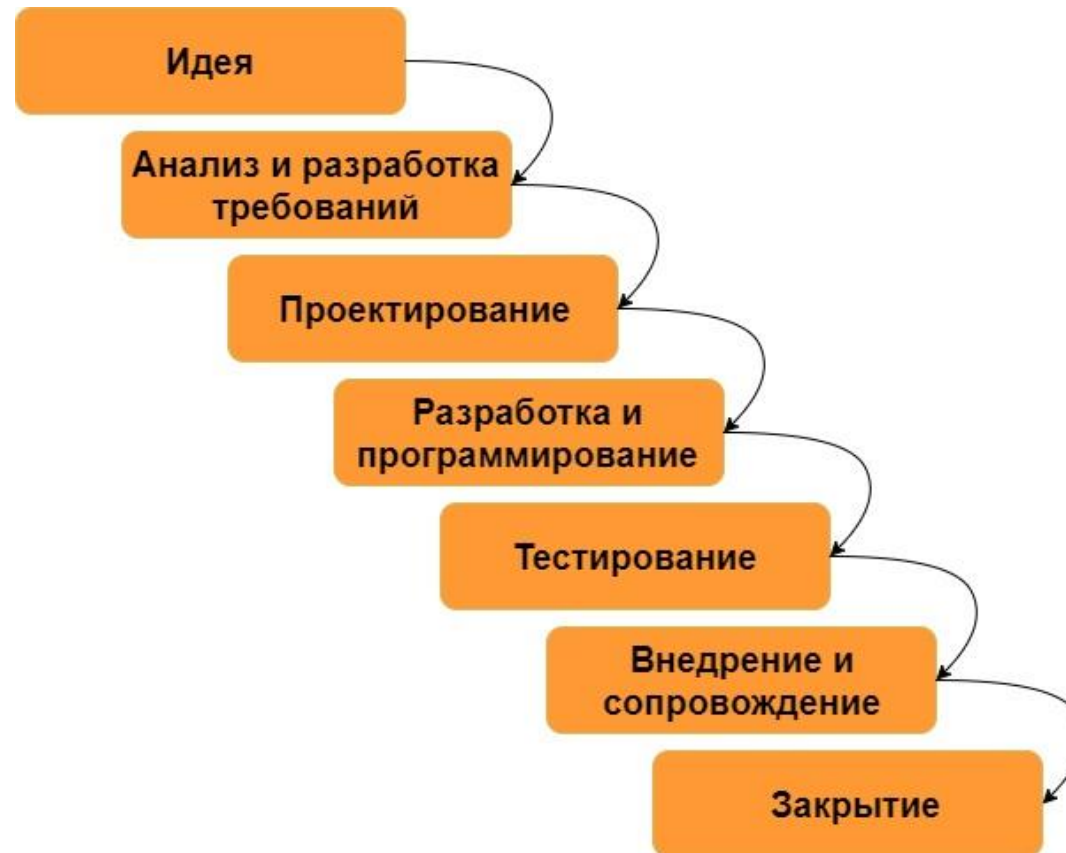 Идея
Анализ и разработка
требований
Проектирование
Разработка и
программирование
Тестирование
Внедрение и
сопровождение
Закрытие